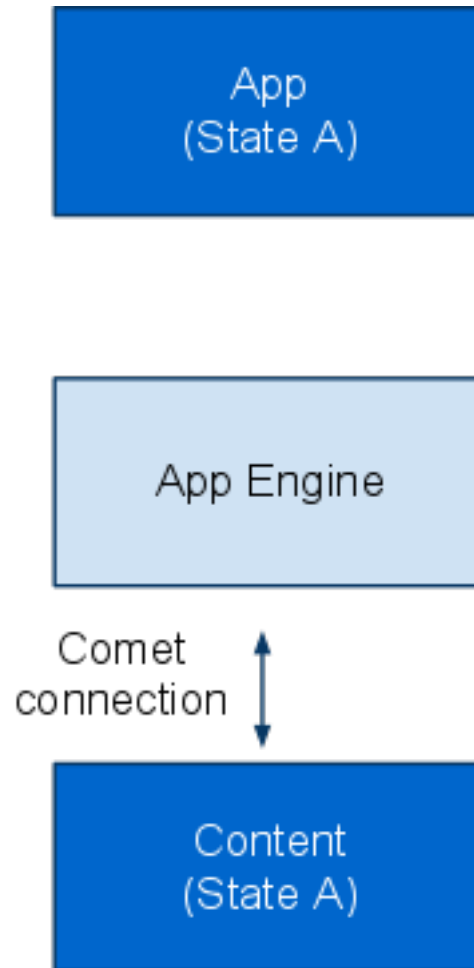 App
(State A)
App Engine
Comet
connection
Content
(State A)